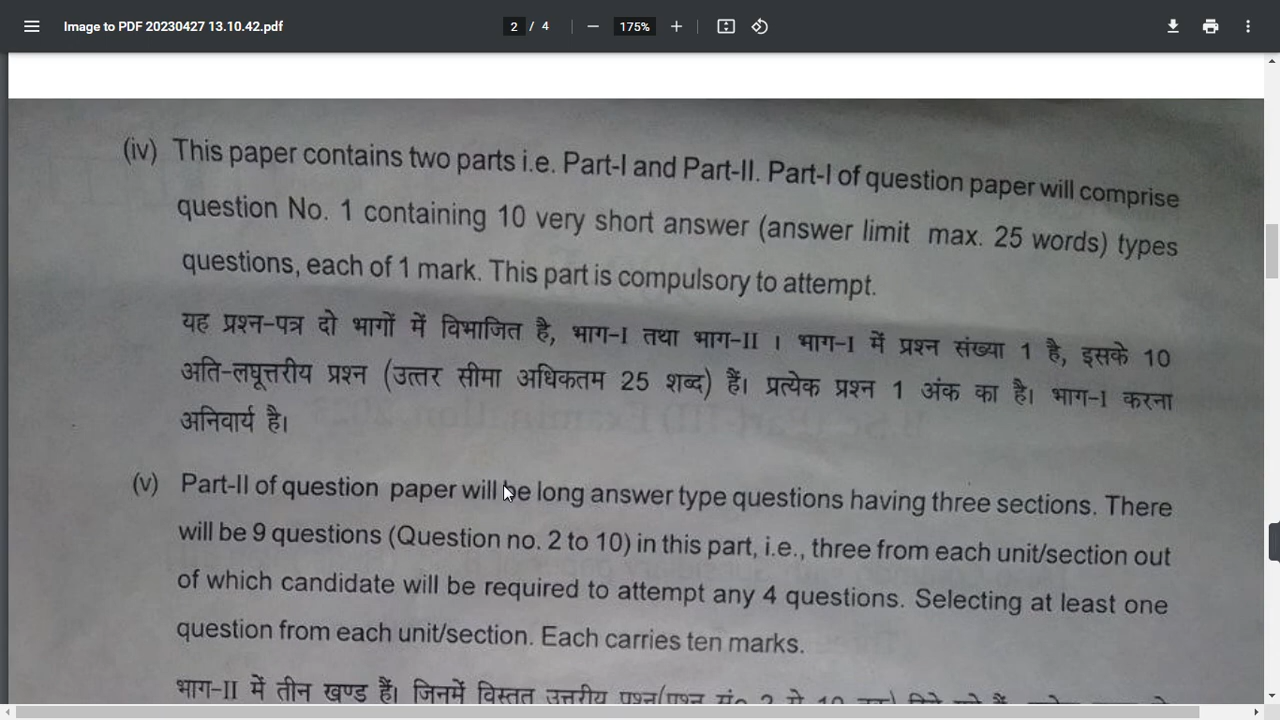 Image to PDF 20230427 13.10.42.pdf
2 / 4
175%
(iv) This paper contains two parts i.e. Part-I and Part-II. Part-I of question paper will comprise
question No. 1 containing 10 very short answer (answer limit max. 25 words) types
questions, each of 1 mark. This part is compulsory to attempt.
यह प्रश्न-पत्र दो भागों में विभाजित है, भाग-I तथा भाग-II । भाग-I में प्रश्न संख्या 1 है, इसके 10
अति-लघूत्तरीय प्रश्न (उत्तर सीमा अधिकतम 25 शब्द) हैं। प्रत्येक प्रश्न 1 अंक का है। भाग-I करना
अनिवार्य है।
(v) Part-II of question paper will be long answer type questions having three sections. There
will be 9 questions (Question no. 2 to 10) in this part, i.e., three from each unit/section out
of which candidate will be required to attempt any 4 questions. Selecting at least one
question from each unit/section. Each carries ten marks.
भाग-II में तीन खण्ड हैं। जिनमें विस्तृत उत्तरीय प्रश्न(प्रश्न सं० 2 से 10